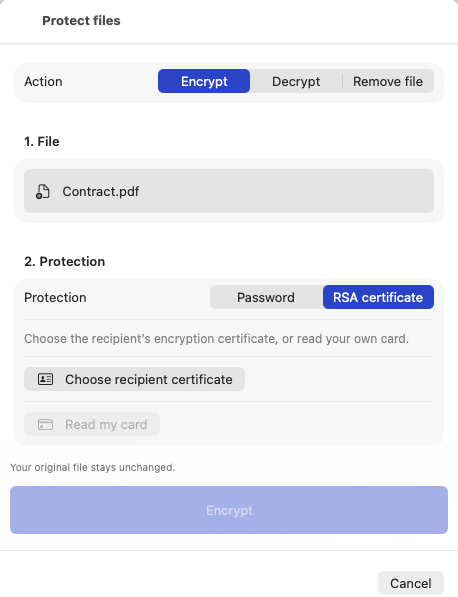 Protect files
Action
Encrypt
Decrypt
Remove file
1. File
Contract.pdf
2. Protection
Protection
Password
RSA certificate
Choose the recipient's encryption certificate, or read your own card.
Choose recipient certificate
Read my card
Your original file stays unchanged.
Encrypt
Cancel